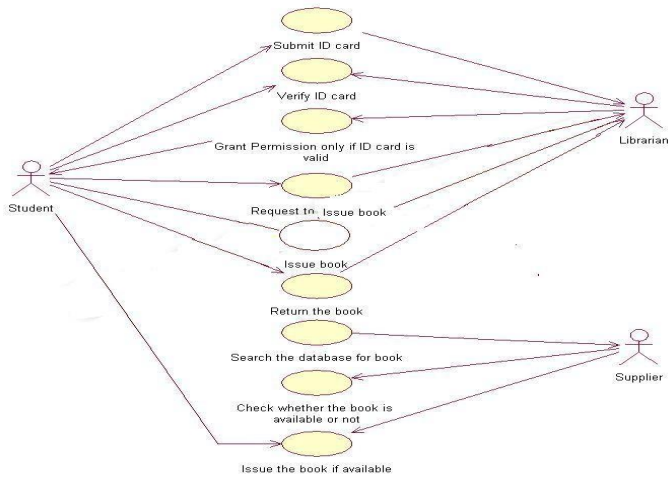 Submit ID card
Verify ID card
Grant Permission only if ID card is
valid
Librarian
Student
Request to Issue book
Issue book
Return the book
Search the database for book
Supplier
Check whether the book is
available or not
Issue the book if available